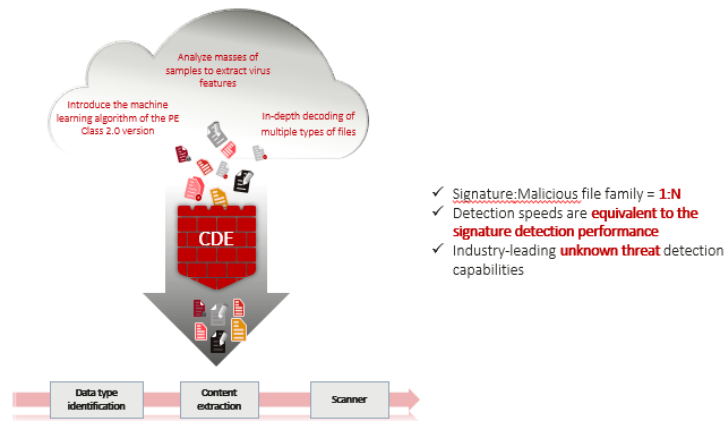 Analyze masses of
samples to extract virus
features
Introduce the machine
learning algorithm of the PE
Class 2.0 version
In-depth decoding of
multiple types of files
CDE
✓ Signature:Malicious file family = 1:N
✓ Detection speeds are equivalent to the
signature detection performance
✓ Industry-leading unknown threat detection
capabilities
Data type
identification
Content
extraction
Scanner